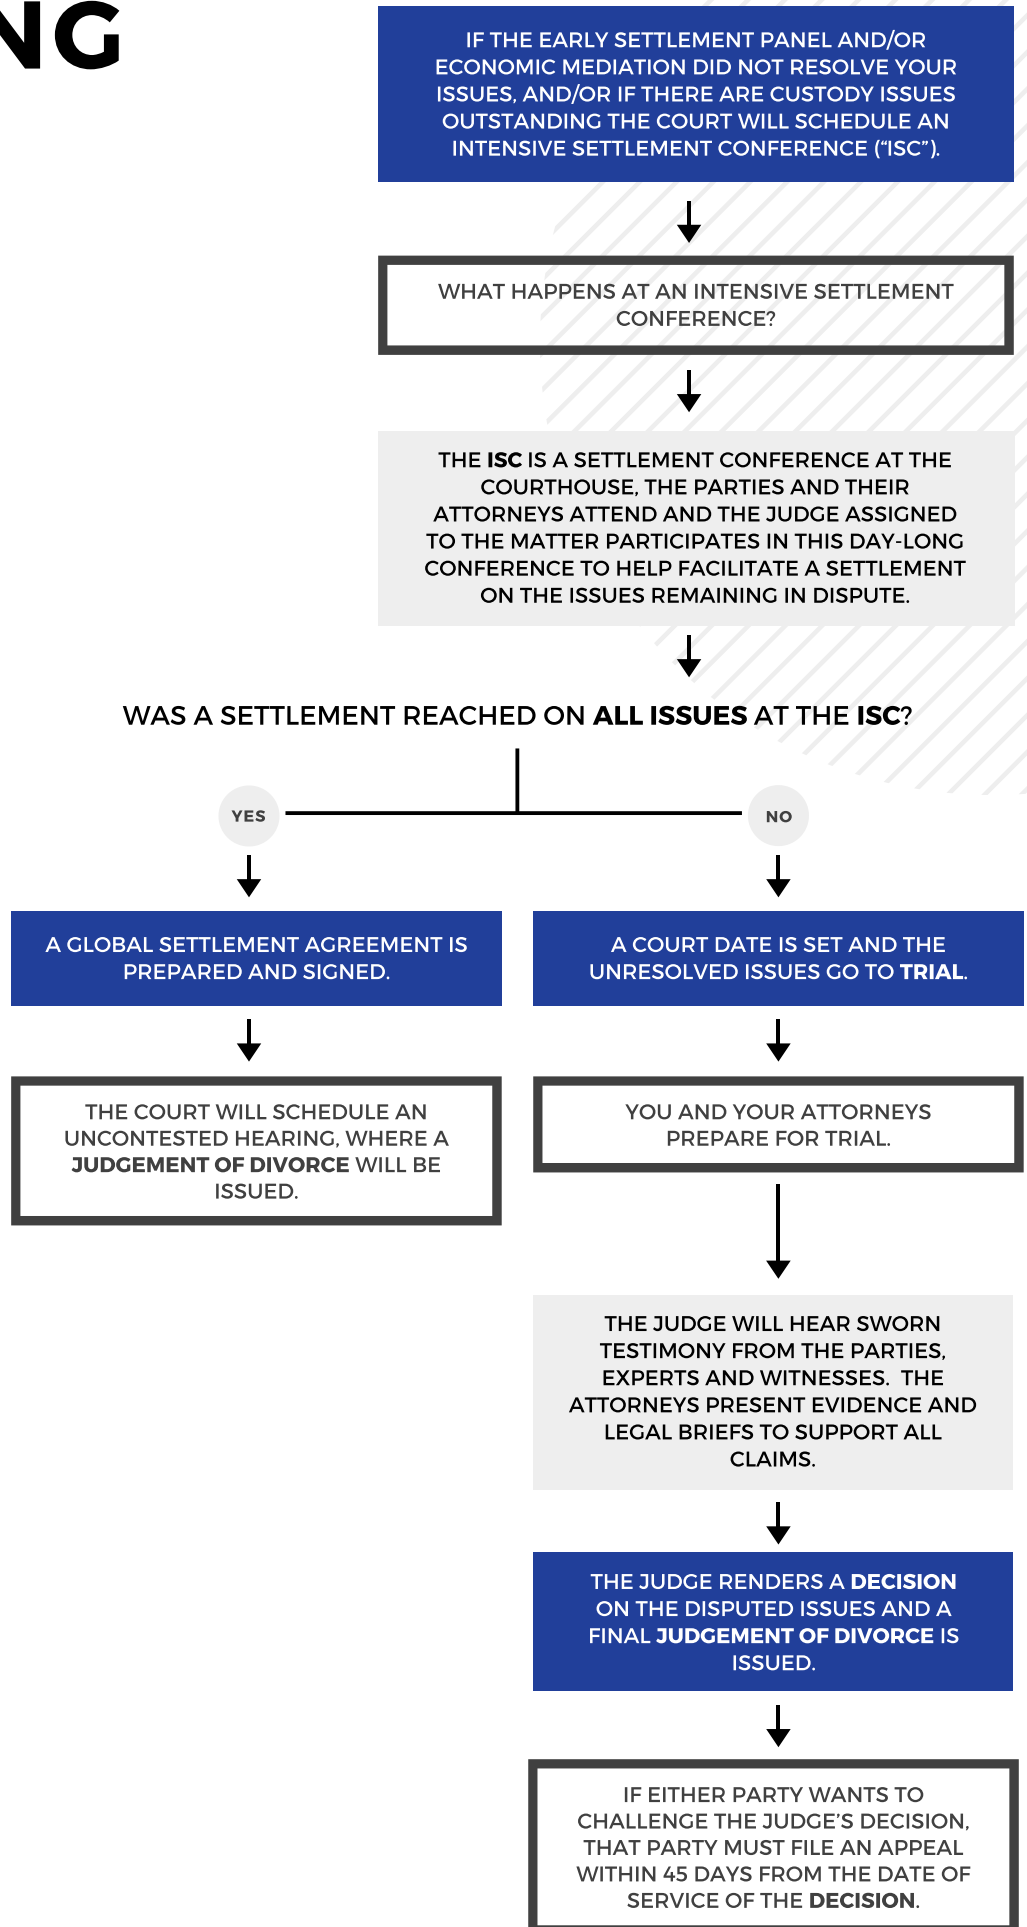 NG
IF THE EARLY SETTLEMENT PANEL AND/OR
ECONOMIC MEDIATION DID NOT RESOLVE YOUR
ISSUES, AND/OR IF THERE ARE CUSTODY ISSUES
OUTSTANDING THE COURT WILL SCHEDULE AN
INTENSIVE SETTLEMENT CONFERENCE (“ISC”).
WHAT HAPPENS AT AN INTENSIVE SETTLEMENT
CONFERENCE?
THE ISC IS A SETTLEMENT CONFERENCE AT THE
COURTHOUSE, THE PARTIES AND THEIR
ATTORNEYS ATTEND AND THE JUDGE ASSIGNED
TO THE MATTER PARTICIPATES IN THIS DAY-LONG
CONFERENCE TO HELP FACILITATE A SETTLEMENT
ON THE ISSUES REMAINING IN DISPUTE.
WAS A SETTLEMENT REACHED ON ALL ISSUES AT THE ISC?
YES
A GLOBAL SETTLEMENT AGREEMENT IS
PREPARED AND SIGNED.
THE COURT WILL SCHEDULE AN
UNCONTESTED HEARING, WHERE A
JUDGEMENT OF DIVORCE WILL BE
ISSUED.
NO
A COURT DATE IS SET AND THE
UNRESOLVED ISSUES GO TO TRIAL.
YOU AND YOUR ATTORNEYS
PREPARE FOR TRIAL.
THE JUDGE WILL HEAR SWORN
TESTIMONY FROM THE PARTIES,
EXPERTS AND WITNESSES. THE
ATTORNEYS PRESENT EVIDENCE AND
LEGAL BRIEFS TO SUPPORT ALL
CLAIMS.
THE JUDGE RENDERS A DECISION
ON THE DISPUTED ISSUES AND A
FINAL JUDGEMENT OF DIVORCE IS
ISSUED.
IF EITHER PARTY WANTS TO
CHALLENGE THE JUDGE’S DECISION,
THAT PARTY MUST FILE AN APPEAL
WITHIN 45 DAYS FROM THE DATE OF
SERVICE OF THE DECISION.